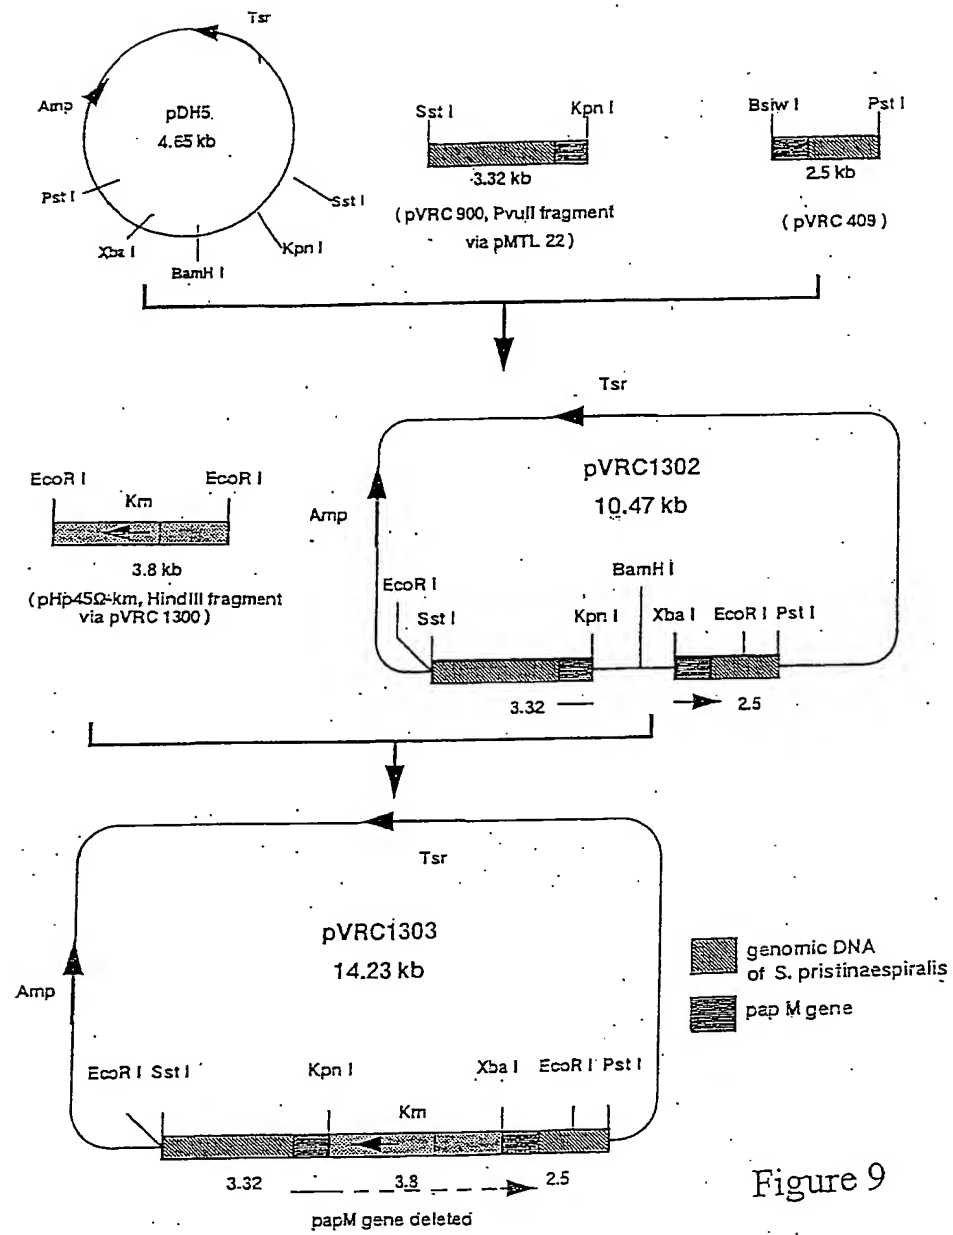 Tsr
Amp
pDH5
4.65 kb
Pst I
Xba I
BamH I
Kpn I
Sst I
Sst I
Kpn I
3.32 kb
(pVRC 900, PvuII fragment
via pMTL 22)
Bsiw I
Pst I
2.5 kb
(pVRC 409)
EcoR I
EcoR I
Km
3.8 kb
(pHp45Ω-km, HindIII fragment
via pVRC 1300)
Tsr
pVRC1302
10.47 kb
Amp
EcoR I
Sst I
Kpn I
BamH I
Xba I
EcoR I
Pst I
3.32
2.5
Tsr
pVRC1303
14.23 kb
Amp
EcoR I
Sst I
Kpn I
Km
Xba I
EcoR I
Pst I
3.32
3.8
2.5
papM gene deleted
genomic DNA
of S. pristinaespiralis
pap M gene
Figure 9